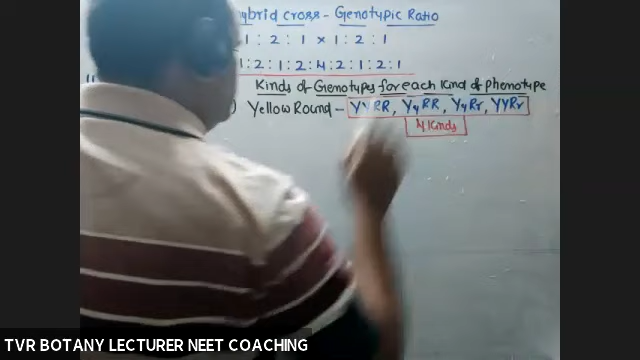 hybrid cross - Genotypic Ratio
1 : 2 : 1 × 1 : 2 : 1
1 : 2 : 1 : 2 : 4 : 2 : 1 : 2 : 1
Kinds of Genotypes for each kind of phenotype
) Yellow Round - YYRR, YyRR, YyRr, YYRr
4 kinds
TVR BOTANY LECTURER NEET COACHING